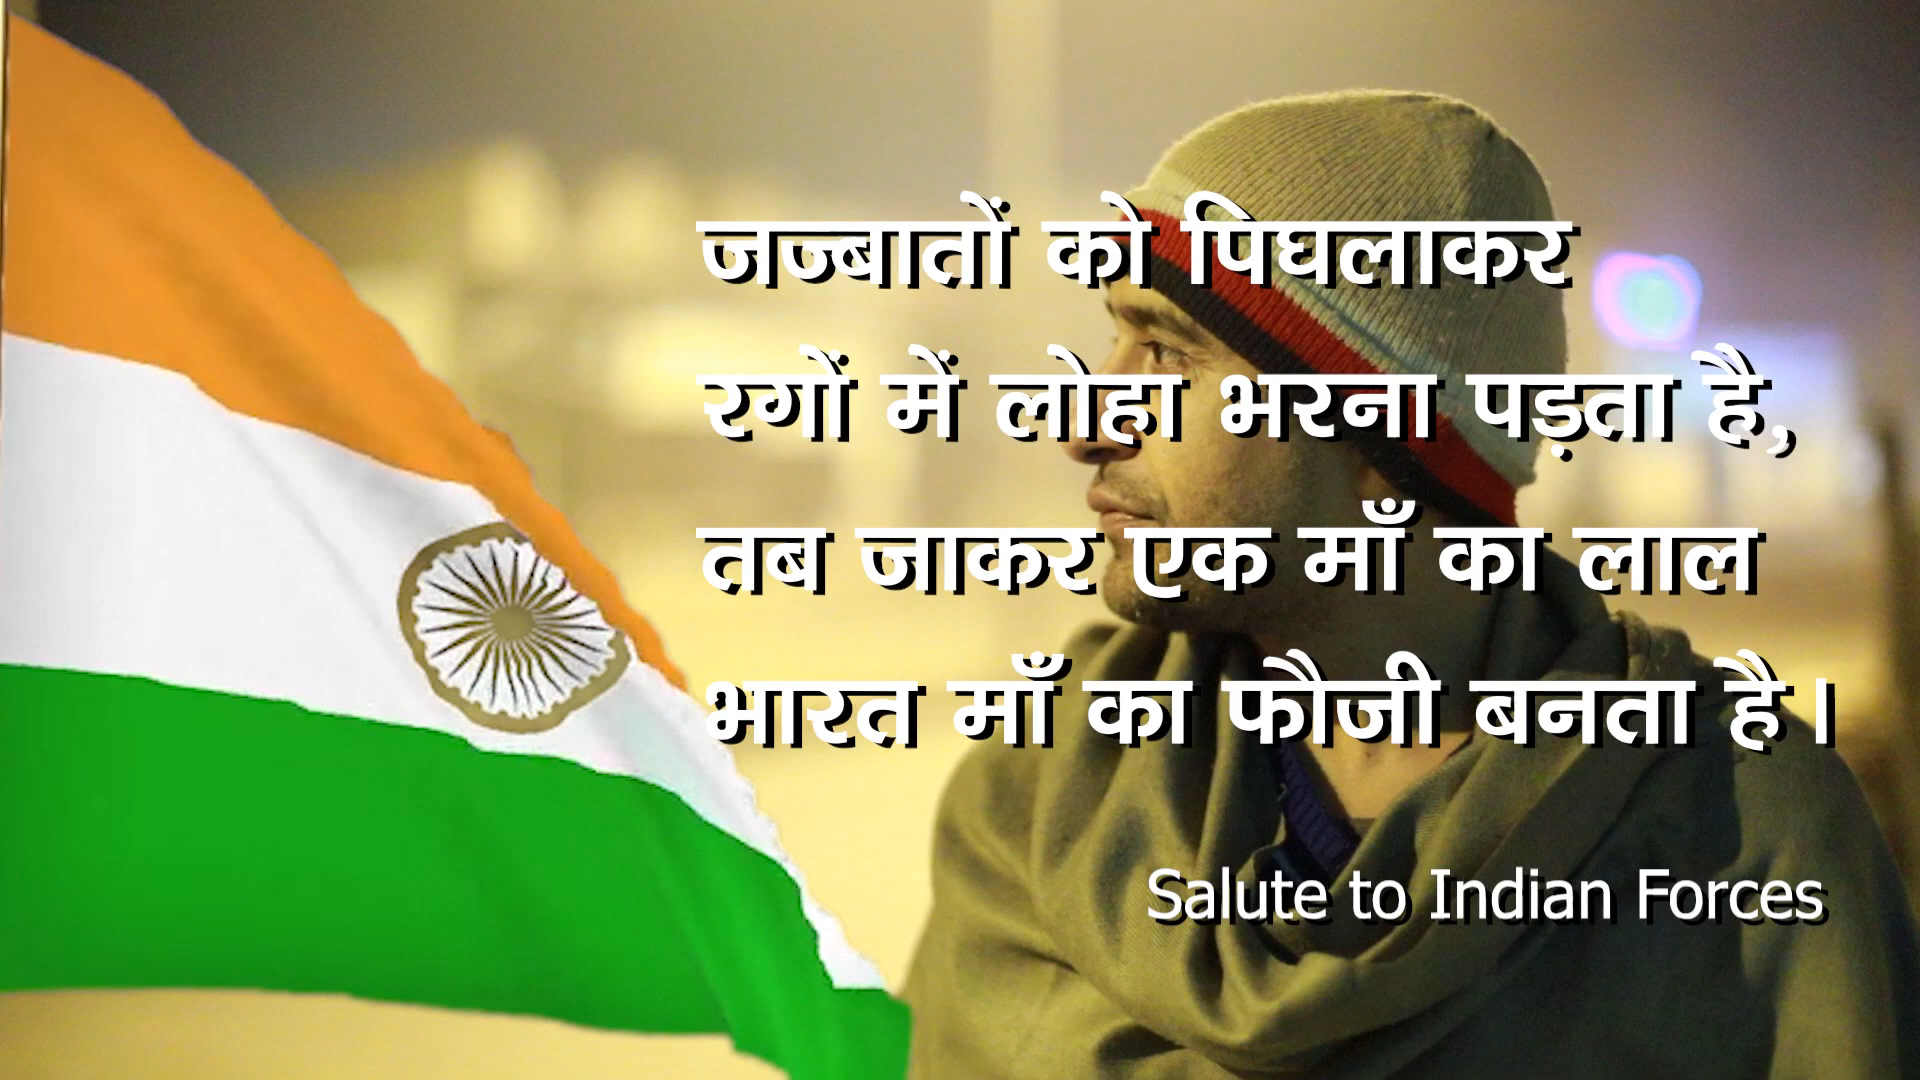 जज्बातों को पिघलाकर
रगों में लोहा भरना पड़ता है,
तब जाकर एक माँ का लाल
भारत माँ का फौजी बनता है।
Salute to Indian Forces